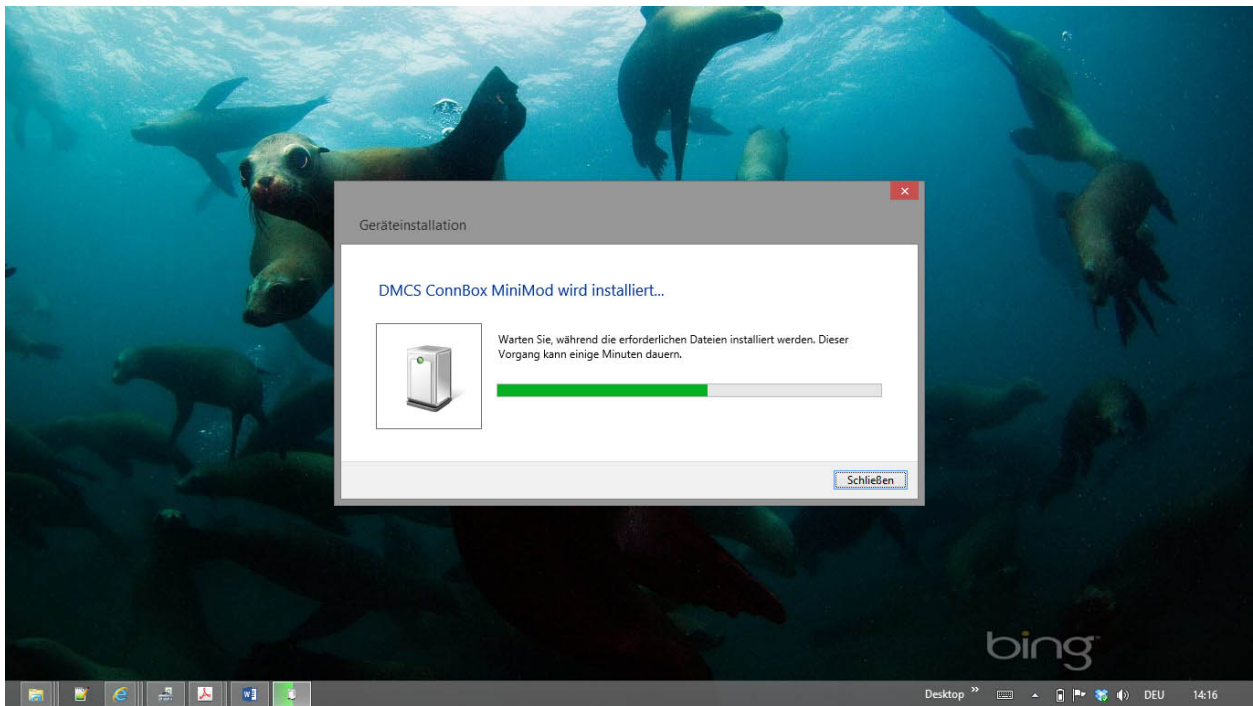 Geräteinstallation
DMCS ConnBox MiniMod wird installiert...
Warten Sie, während die erforderlichen Dateien installiert werden. Dieser
Vorgang kann einige Minuten dauern.
Schließen
bing
Desktop
DEU
14:16